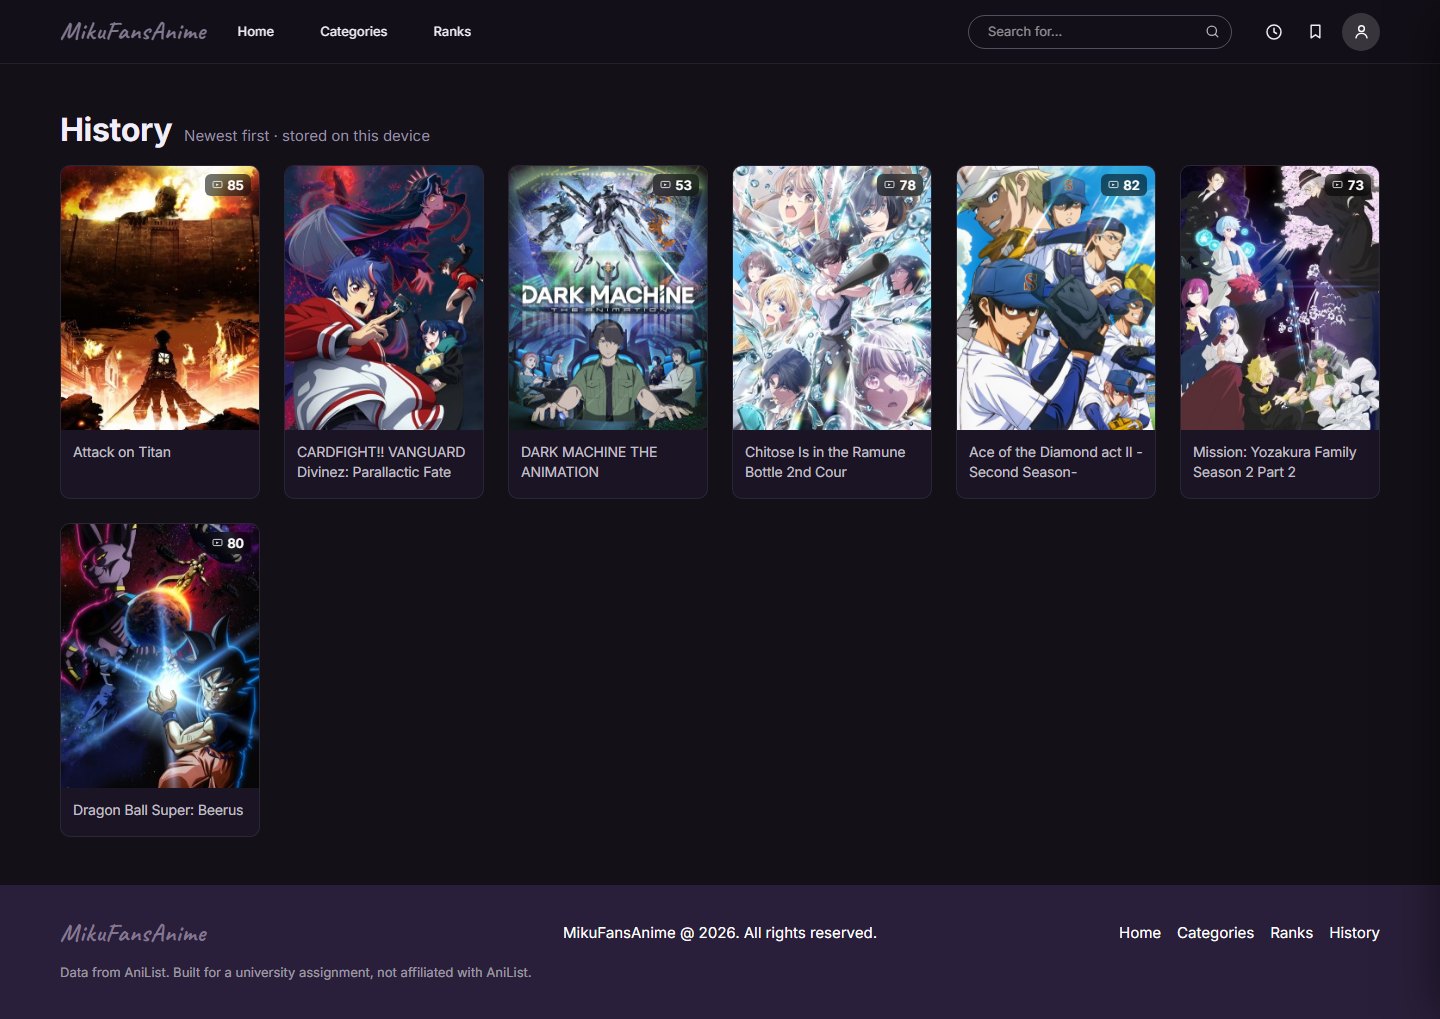 MikuFansAnime
Home
Categories
Ranks
Search for...
History
Newest first · stored on this device
85
53
78
82
73
DARK MACHINE
THE ANIMATION
Attack on Titan
CARDFIGHT!! VANGUARD
Divinez: Parallactic Fate
DARK MACHINE THE
ANIMATION
Chitose Is in the Ramune
Bottle 2nd Cour
Ace of the Diamond act II -
Second Season-
Mission: Yozakura Family
Season 2 Part 2
80
Dragon Ball Super: Beerus
MikuFansAnime
MikuFansAnime @ 2026. All rights reserved.
Home
Categories
Ranks
History
Data from AniList. Built for a university assignment, not affiliated with AniList.